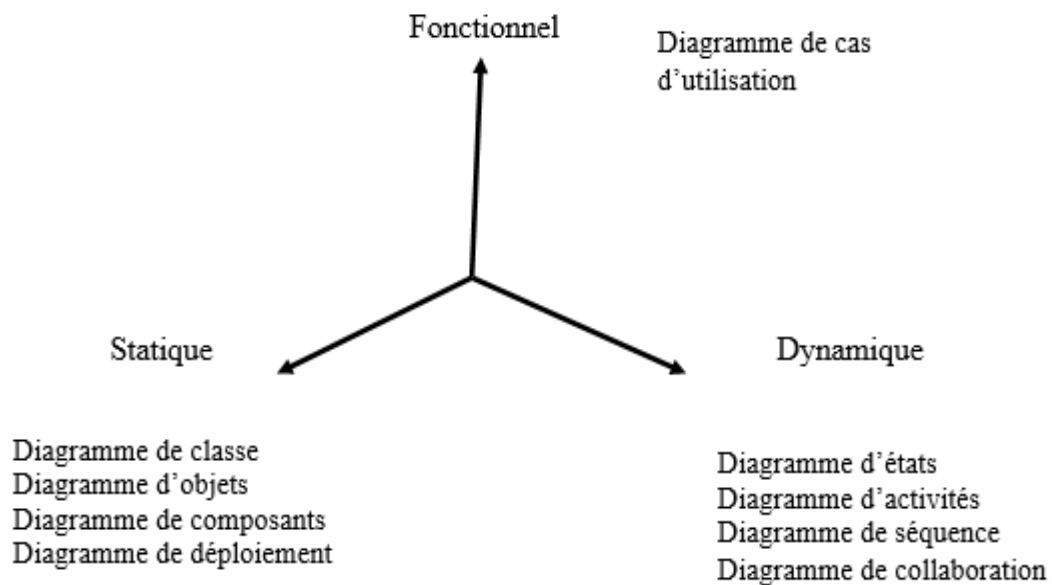 Fonctionnel
Diagramme de cas
d’utilisation
Statique
Dynamique
Diagramme de classe
Diagramme d’objets
Diagramme de composants
Diagramme de déploiement
Diagramme d’états
Diagramme d’activités
Diagramme de séquence
Diagramme de collaboration